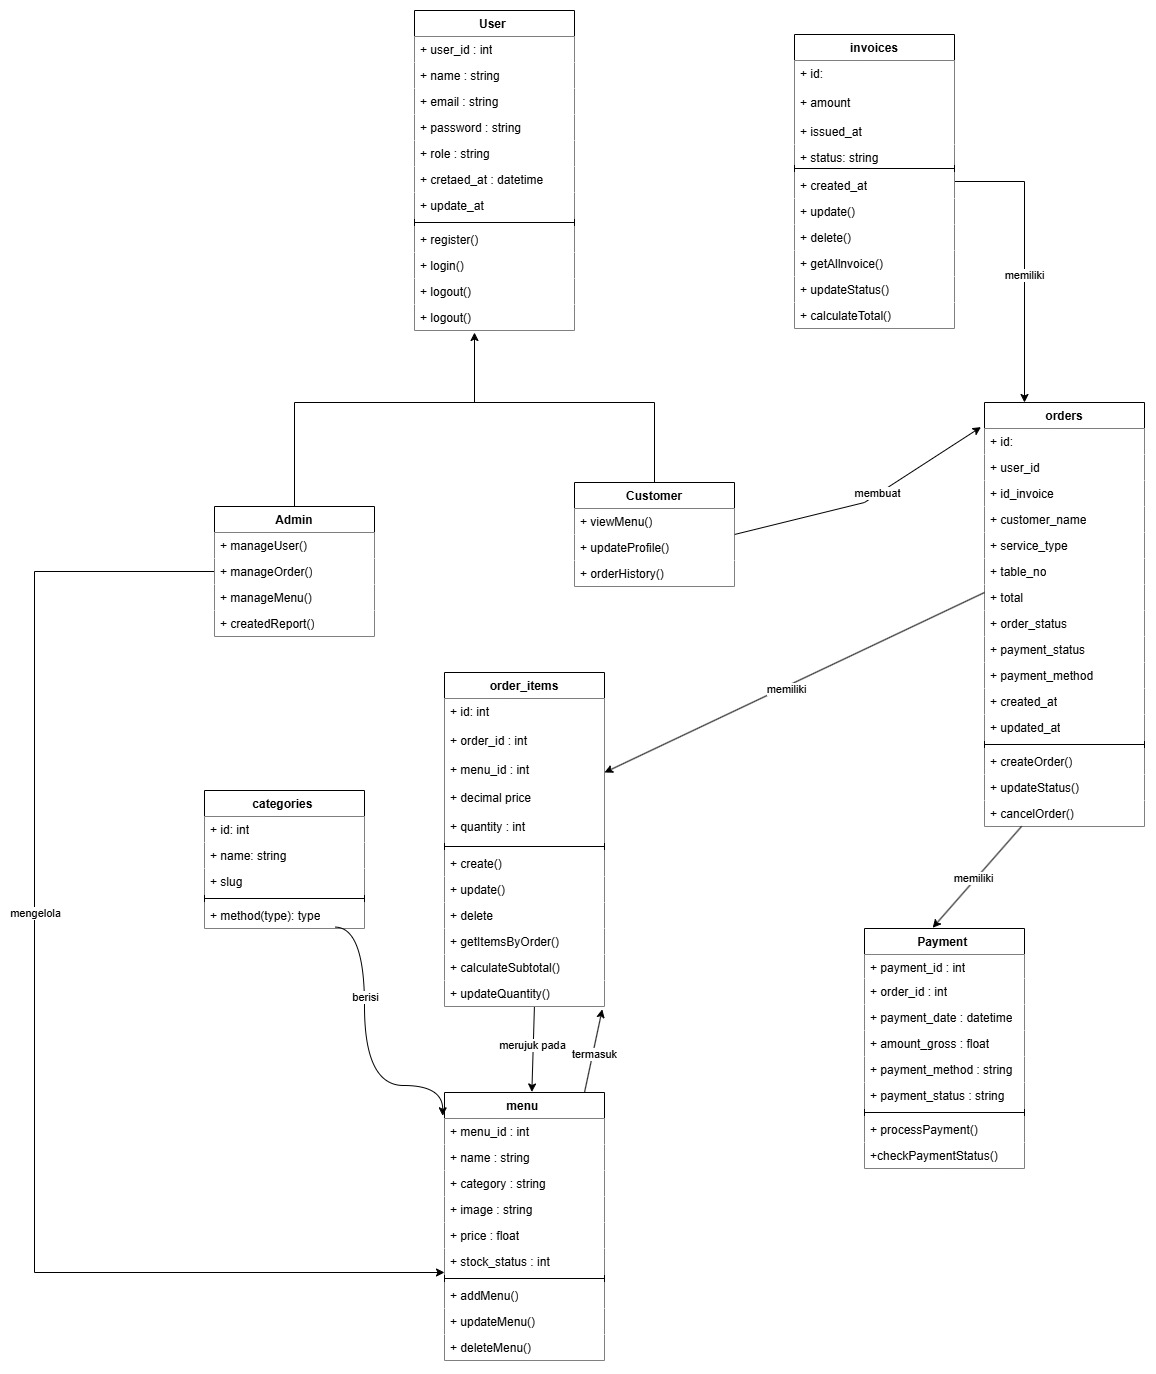 User
+ user_id : int
+ name : string
+ email : string
+ password : string
+ role : string
+ cretaed_at : datetime
+ update_at
+ register()
+ login()
+ logout()
+ logout()
invoices
+ id:
+ amount
+ issued_at
+ status: string
+ created_at
+ update()
+ delete()
+ getAllnvoice()
+ updateStatus()
+ calculateTotal()
memiliki
orders
+ id:
+ user_id
+ id_invoice
+ customer_name
+ service_type
+ table_no
+ total
+ order_status
+ payment_status
+ payment_method
+ created_at
+ updated_at
+ createOrder()
+ updateStatus()
+ cancelOrder()
Customer
+ viewMenu()
+ updateProfile()
+ orderHistory()
membuat
Admin
+ manageUser()
+ manageOrder()
+ manageMenu()
+ createdReport()
memiliki
order_items
+ id: int
+ order_id : int
+ menu_id : int
+ decimal price
+ quantity : int
+ create()
+ update()
+ delete
+ getItemsByOrder()
+ calculateSubtotal()
+ updateQuantity()
categories
+ id: int
+ name: string
+ slug
+ method(type): type
mengelola
berisi
memiliki
Payment
+ payment_id : int
+ order_id : int
+ payment_date : datetime
+ amount_gross : float
+ payment_method : string
+ payment_status : string
+ processPayment()
+checkPaymentStatus()
merujuk pada
termasuk
menu
+ menu_id : int
+ name : string
+ category : string
+ image : string
+ price : float
+ stock_status : int
+ addMenu()
+ updateMenu()
+ deleteMenu()